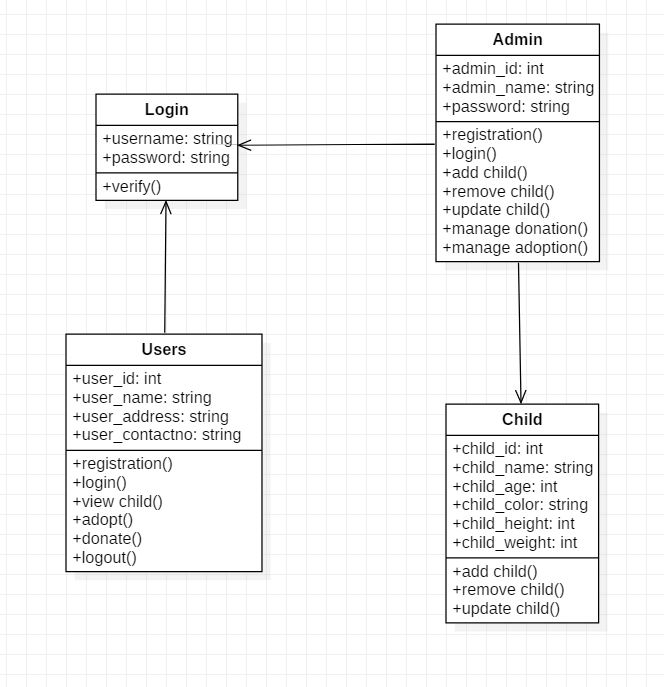 Admin
+admin_id: int
+admin_name: string
+password: string
+registration()
+login()
+add child()
+remove child()
+update child()
+manage donation()
+manage adoption()
Login
+username: string
+password: string
+verify()
Users
+user_id: int
+user_name: string
+user_address: string
+user_contactno: string
+registration()
+login()
+view child()
+adopt()
+donate()
+logout()
Child
+child_id: int
+child_name: string
+child_age: int
+child_color: string
+child_height: int
+child_weight: int
+add child()
+remove child()
+update child()